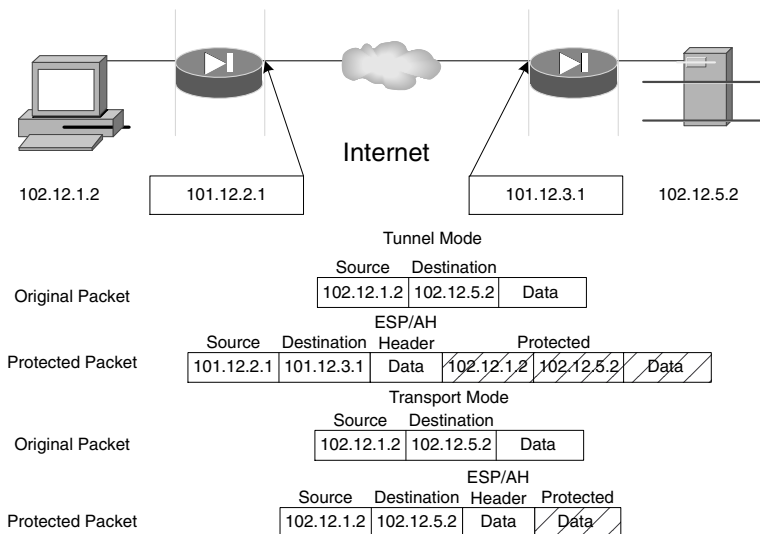 Internet
102.12.1.2 101.12.2.1 101.12.3.1 102.12.5.2
Tunnel Mode
Source Destination
Original Packet 102.12.1.2 102.12.5.2 Data
ESP/AH
Source Destination Header Protected
Protected Packet 101.12.2.1 101.12.3.1 Data 102.12.1.2 102.12.5.2 Data
Transport Mode
Source Destination
Original Packet 102.12.1.2 102.12.5.2 Data
ESP/AH
Source Destination Header Protected
Protected Packet 102.12.1.2 102.12.5.2 Data Data